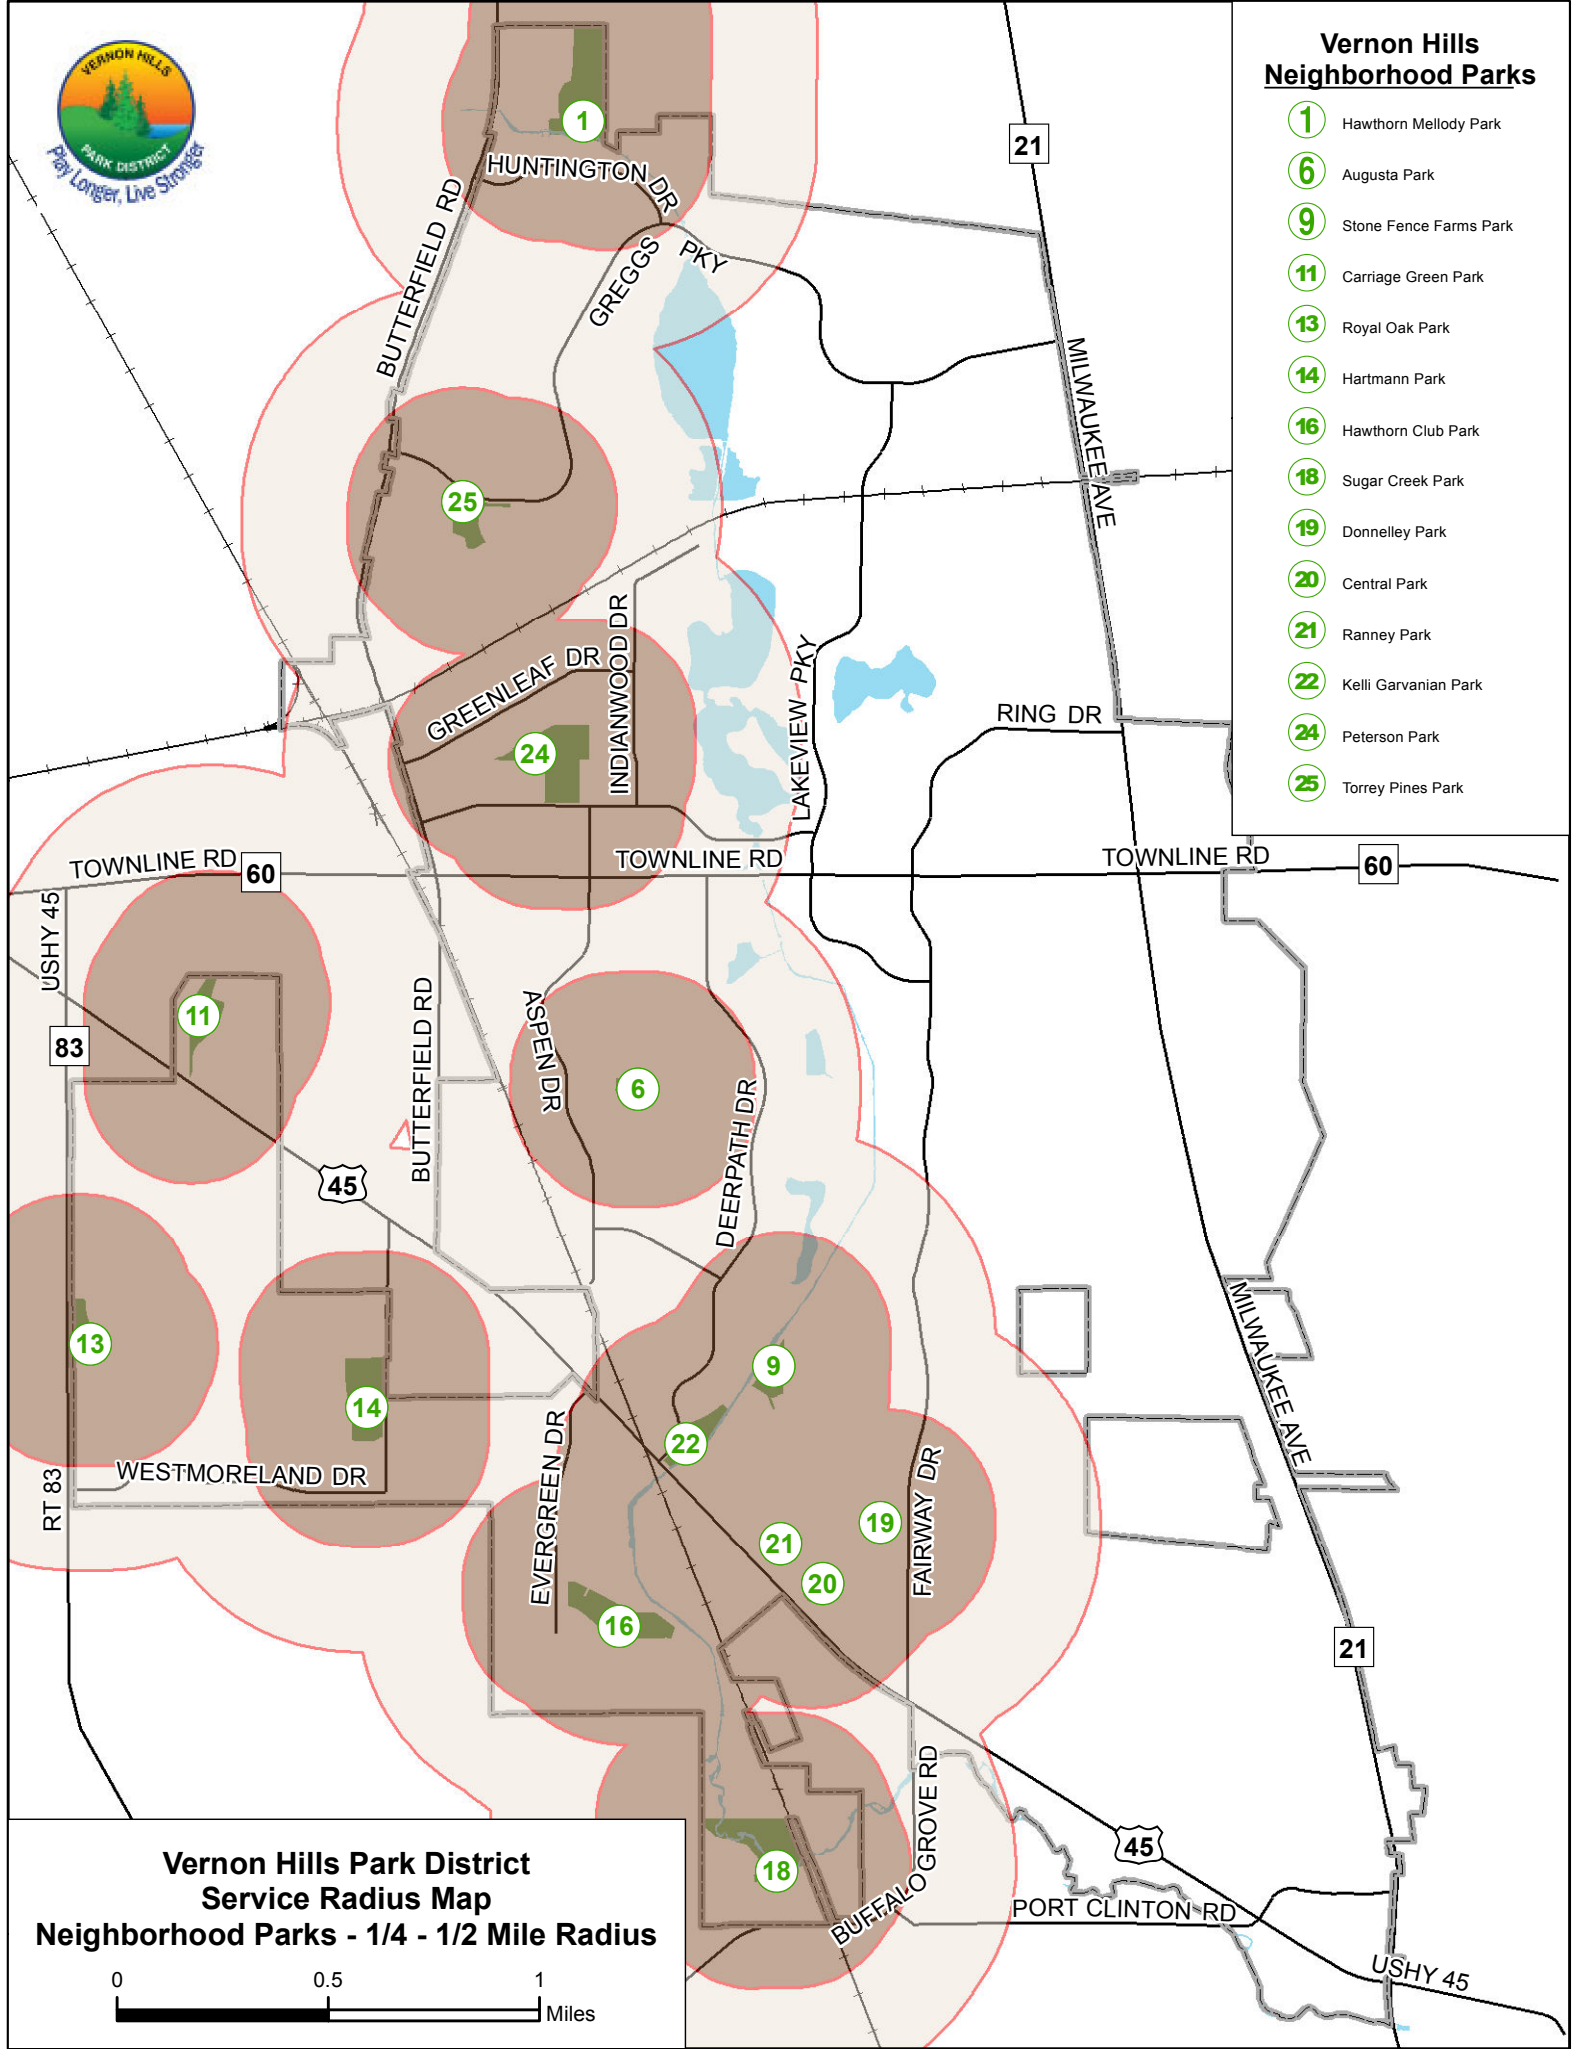 VERNON HILLS
PARK DISTRICT
Play Longer, Live Stronger
Vernon Hills
Neighborhood Parks
1 Hawthorn Mellody Park
6 Augusta Park
9 Stone Fence Farms Park
11 Carriage Green Park
13 Royal Oak Park
14 Hartmann Park
16 Hawthorn Club Park
18 Sugar Creek Park
19 Donnelley Park
20 Central Park
21 Ranney Park
22 Kelli Garvanian Park
24 Peterson Park
25 Torrey Pines Park
1
21
HUNTINGTON DR
BUTTERFIELD RD
GREGGS PKY
MILWAUKEE AVE
25
INDIANWOOD DR
GREENLEAF DR
24
LAKEVIEW PKY
RING DR
TOWNLINE RD
60
TOWNLINE RD
TOWNLINE RD
60
USHY 45
11
83
BUTTERFIELD RD
ASPEN DR
6
DEERPATH DR
45
13
14
9
22
MILWAUKEE AVE
WESTMORELAND DR
RT 83
EVERGREEN DR
19
21
20
FAIRWAY DR
16
21
18
BUFFALO GROVE RD
45
PORT CLINTON RD
USHY 45
Vernon Hills Park District
Service Radius Map
Neighborhood Parks - 1/4 - 1/2 Mile Radius
0 0.5 1
Miles